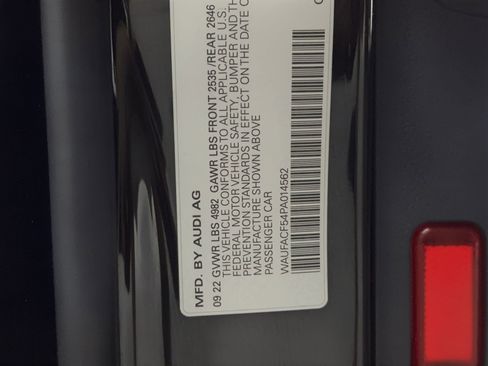 MFD. BY AUDI AG
09 22 GVWR LBS 4982 GAWR LBS FRONT 2535 /REAR 2646
THIS VEHICLE CONFORMS TO ALL APPLICABLE U.S.
FEDERAL MOTOR VEHICLE SAFETY, BUMPER AND THEFT
PREVENTION STANDARDS IN EFFECT ON THE DATE O
MANUFACTURE SHOWN ABOVE
PASSENGER CAR
WAUFACF54PA014562